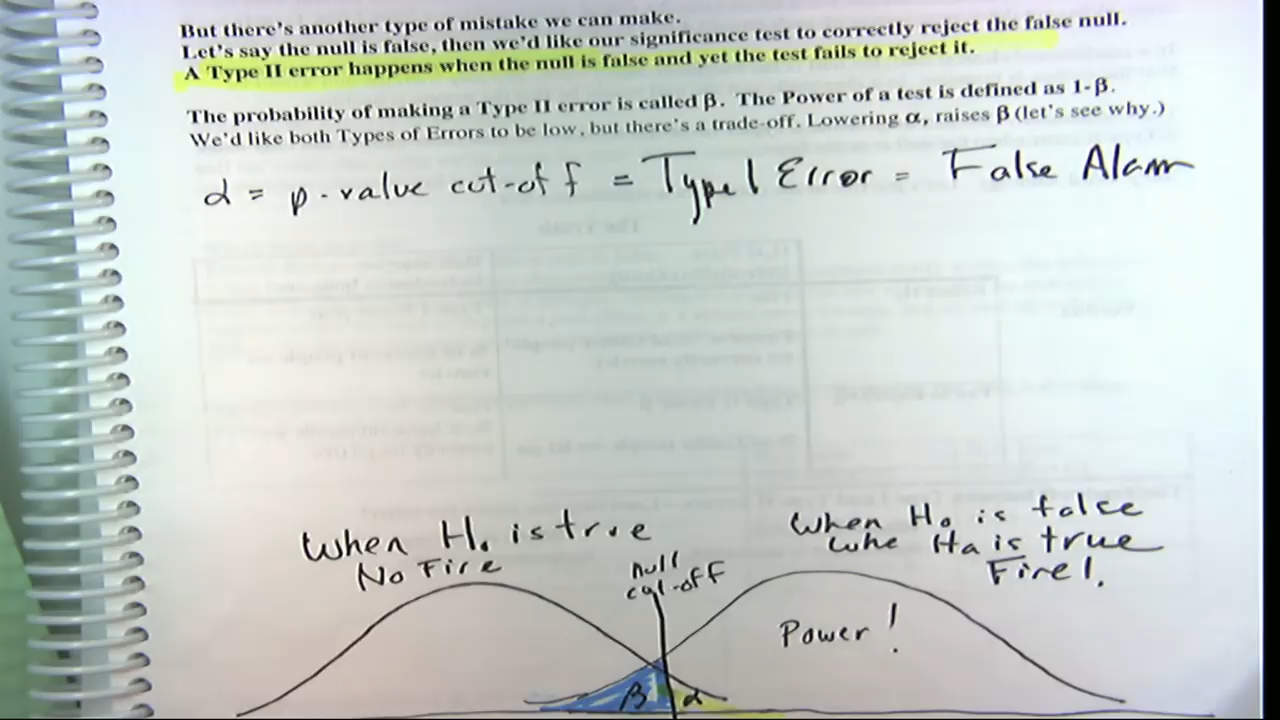 But there's another type of mistake we can make.
Let's say the null is false, then we'd like our significance test to correctly reject the false null.
A Type II error happens when the null is false and yet the test fails to reject it.
The probability of making a Type II error is called β. The Power of a test is defined as 1-β.
We'd like both Types of Errors to be low, but there's a trade-off. Lowering α, raises β (let's see why.)
α = p-value cut-off = Type I Error = False Alarm
When H₀ is true
No Fire
null
cut-off
When H₀ is false
whe Ha is true
Fire!.
Power!
β α